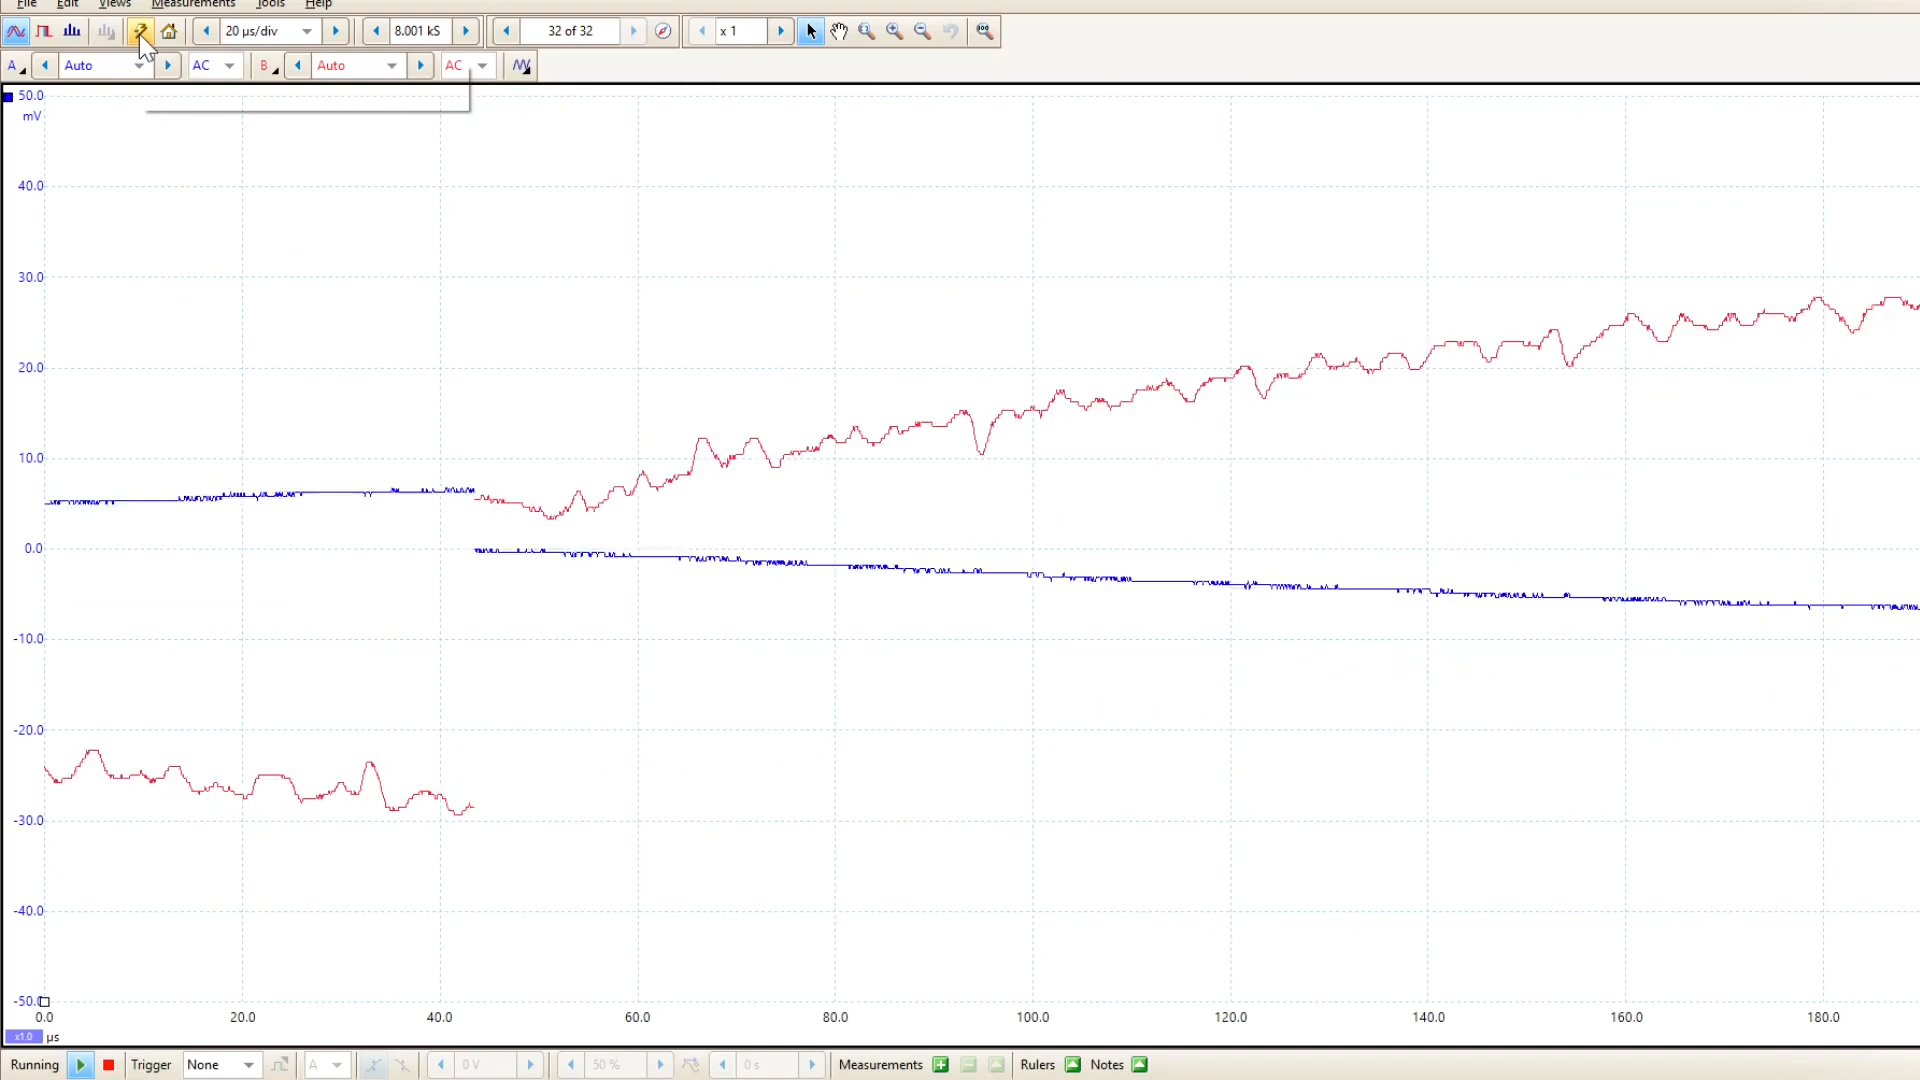 File Edit Views Measurements Tools Help
20 µs/div 8.001 kS 32 of 32 x 1
A Auto AC B Auto AC
50.0
mV
40.0
30.0
20.0
10.0
0.0
-10.0
-20.0
-30.0
-40.0
-50.0
0.0 20.0 40.0 60.0 80.0 100.0 120.0 140.0 160.0 180.0
x1.0 µs
Running Trigger None A 0 V 50 % 0 s Measurements Rulers Notes